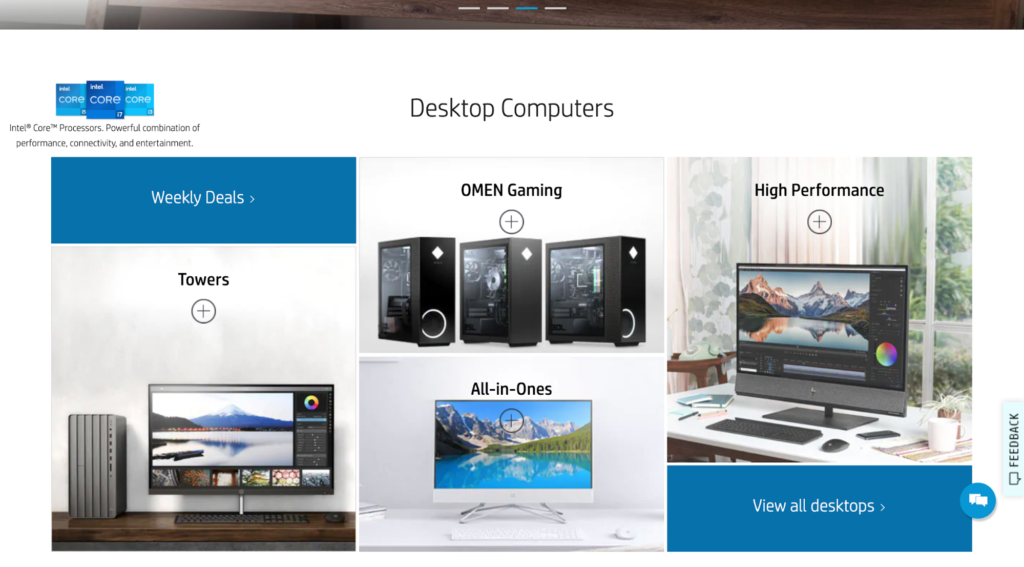 intel
CORE
i5
intel
CORE
i7
intel
CORE
Intel® Core™ Processors. Powerful combination of
performance, connectivity, and entertainment.
Desktop Computers
Weekly Deals ›
OMEN Gaming
High Performance
Towers
All-in-Ones
View all desktops ›
FEEDBACK